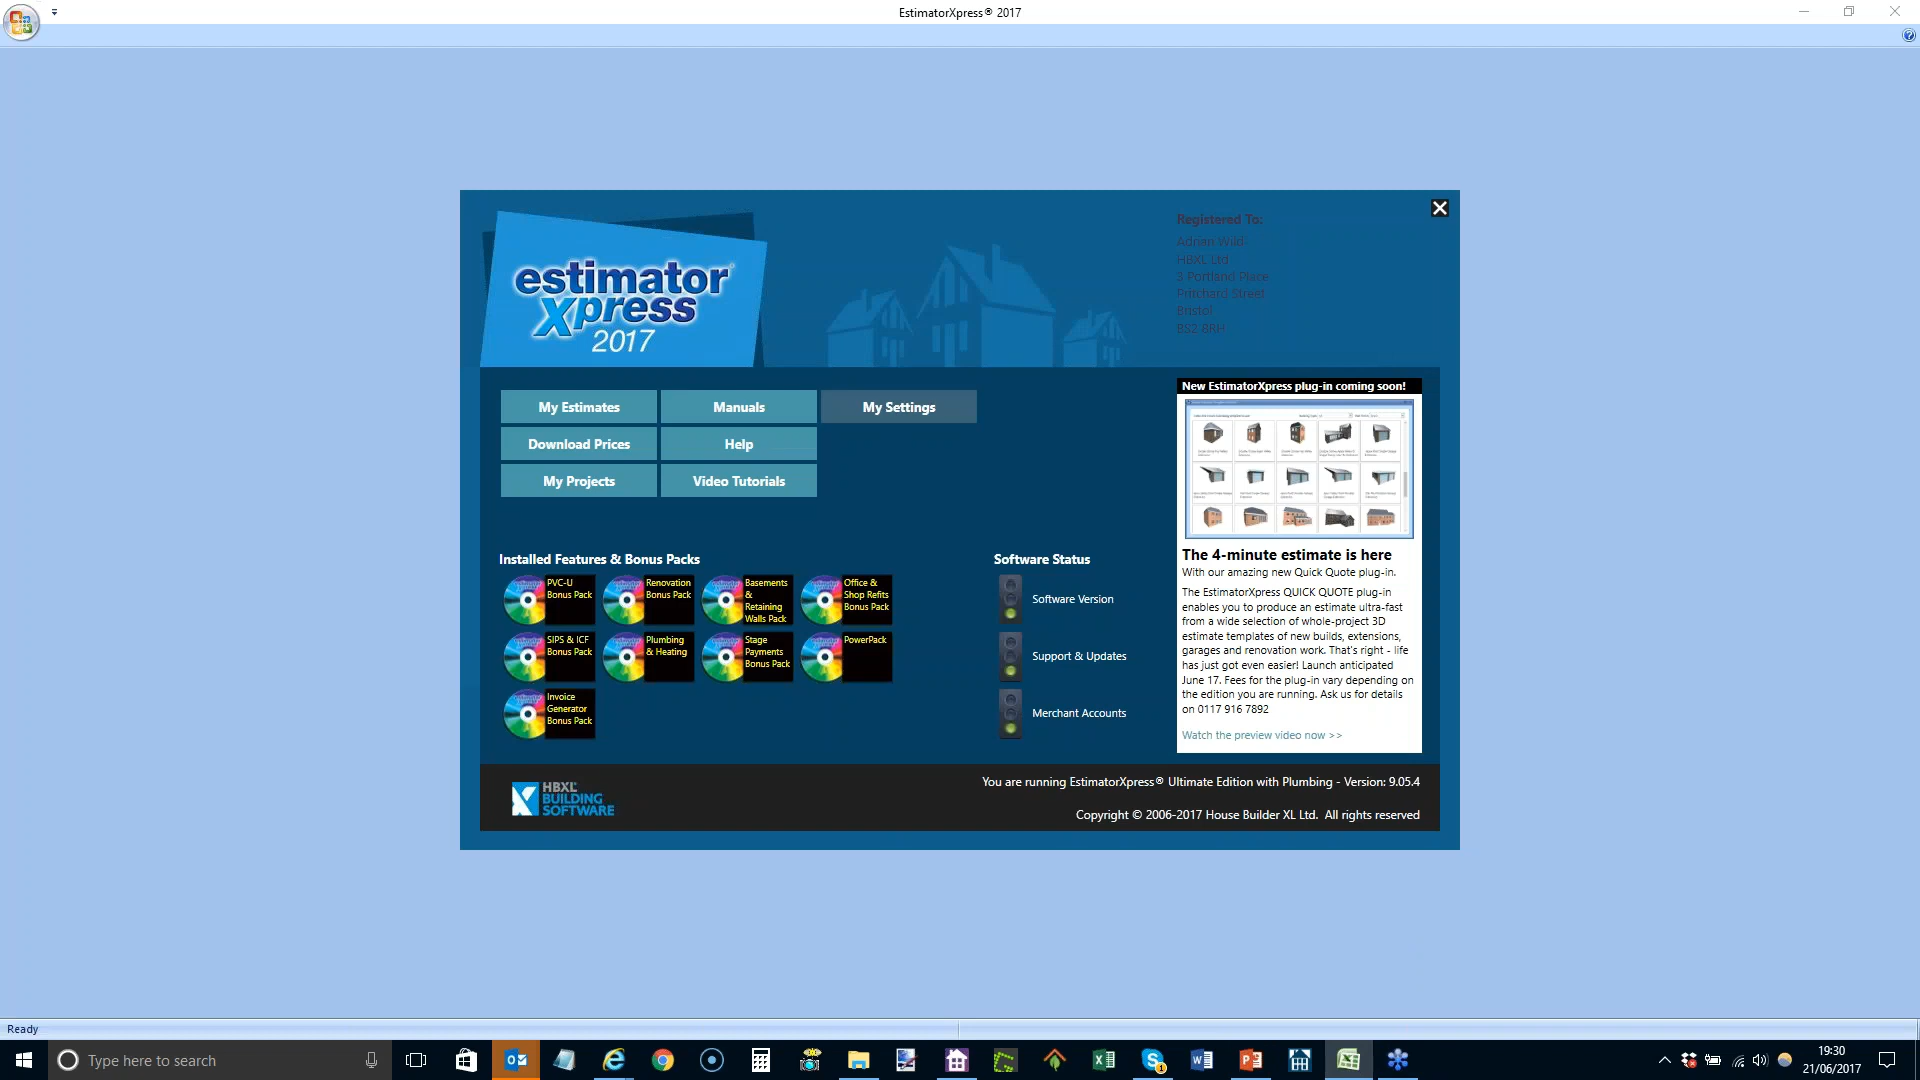 EstimatorXpress® 2017
Registered To:
Adrian Wild
HBXL Ltd
3 Portland Place
Pritchard Street
Bristol
BS2 8RH
estimator
Xpress
2017
My Estimates
Manuals
My Settings
Download Prices
Help
My Projects
Video Tutorials
New EstimatorXpress plug-in coming soon!
The 4-minute estimate is here
With our amazing new Quick Quote plug-in.
The EstimatorXpress QUICK QUOTE plug-in
enables you to produce an estimate ultra-fast
from a wide selection of whole-project 3D
estimate templates of new builds, extensions,
garages and renovation work. That's right - life
has just got even easier! Launch anticipated
June 17. Fees for the plug-in vary depending on
the edition you are running. Ask us for details
on 0117 916 7892
Watch the preview video now >>
Installed Features & Bonus Packs
PVC-U
Bonus Pack
Renovation
Bonus Pack
Basements
&
Retaining
Walls Pack
Office &
Shop Refits
Bonus Pack
SIPS & ICF
Bonus Pack
Plumbing
& Heating
Stage
Payments
Bonus Pack
PowerPack
Invoice
Generator
Bonus Pack
Software Status
Software Version
Support & Updates
Merchant Accounts
HBXL
BUILDING
SOFTWARE
You are running EstimatorXpress® Ultimate Edition with Plumbing - Version: 9.05.4
Copyright © 2006-2017 House Builder XL Ltd.  All rights reserved
Ready
Type here to search
19:30
21/06/2017